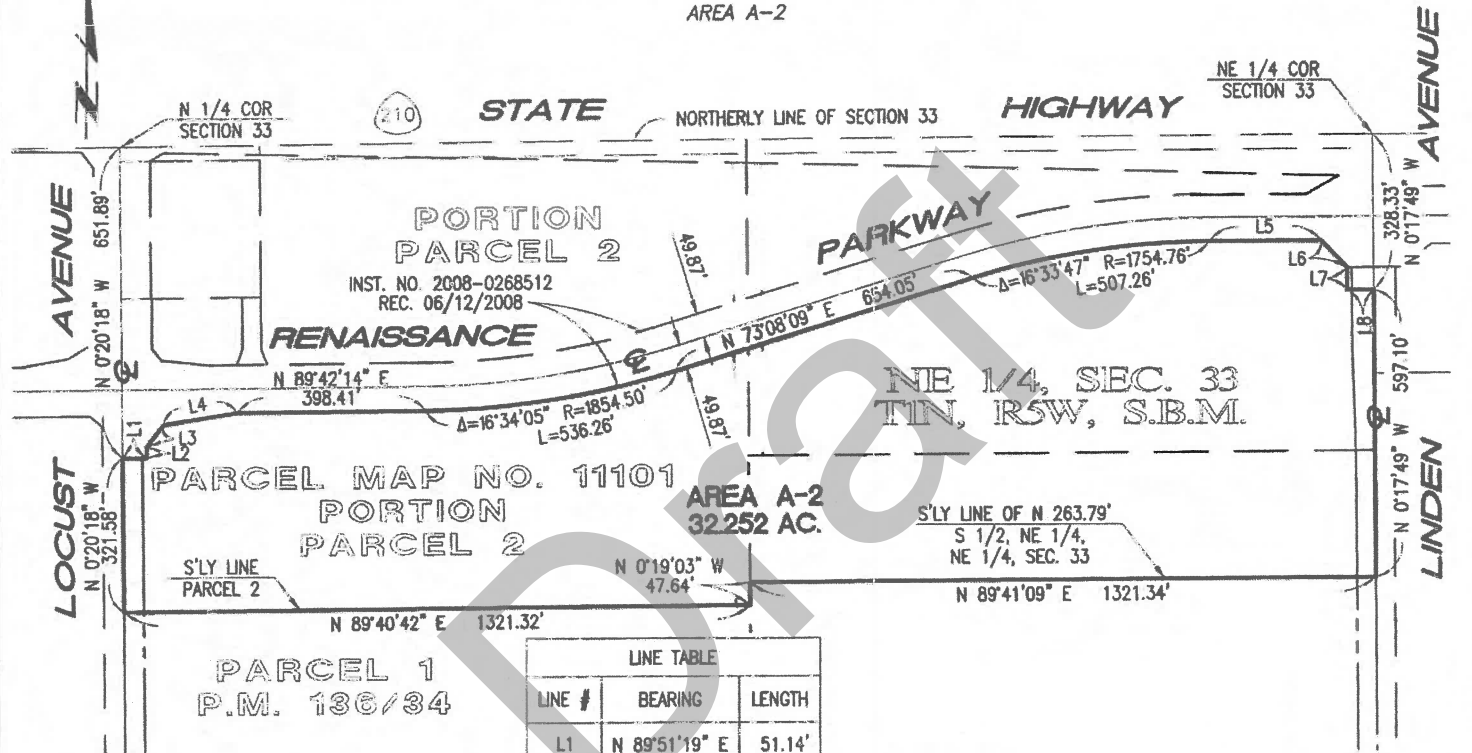 AREA A-2
N 1/4 COR
SECTION 33
210
STATE
HIGHWAY
NORTHERLY LINE OF SECTION 33
NE 1/4 COR
SECTION 33
AVENUE
AVENUE
651.89'
N 0°20'18" W
328.33'
N 0°17'49" W
PORTION
PARCEL 2
INST. NO. 2008-0268512
REC. 06/12/2008
49.87'
PARKWAY
RENAISSANCE
N 73°08'09" E 654.05'
Δ=16°33'47" R=1754.76'
L=507.26'
L5
L6
L7
L8
N 89°42'14" E
398.41'
Δ=16°34'05" R=1854.50'
L=536.26'
49.87'
L4
L1
L3
L2
NE 1/4, SEC. 33
T1N, R5W, S.B.M.
597.10'
N 0°17'49" W
LOCUST
N 0°20'18" W
321.58'
PARCEL MAP NO. 11101
PORTION
PARCEL 2
AREA A-2
32.252 AC.
S'LY LINE OF N 263.79'
S 1/2, NE 1/4,
NE 1/4, SEC. 33
LINDEN
S'LY LINE
PARCEL 2
N 0°19'03" W
47.64'
N 89°40'42" E 1321.32'
N 89°41'09" E 1321.34'
PARCEL 1
P.M. 136/34
LINE TABLE
LINE # BEARING LENGTH
L1 N 89°51'19" E 51.14'
Draft